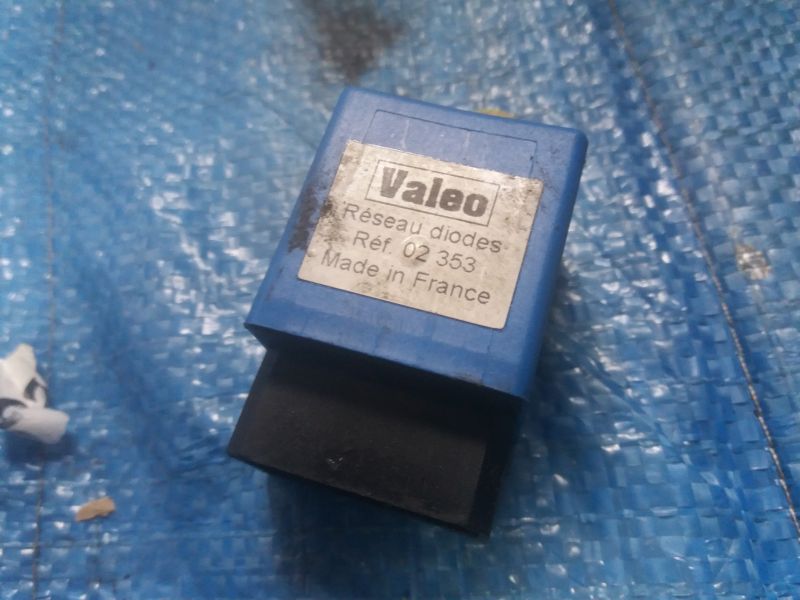 Valeo
Réseau diodes
Réf. 02 353
Made in France